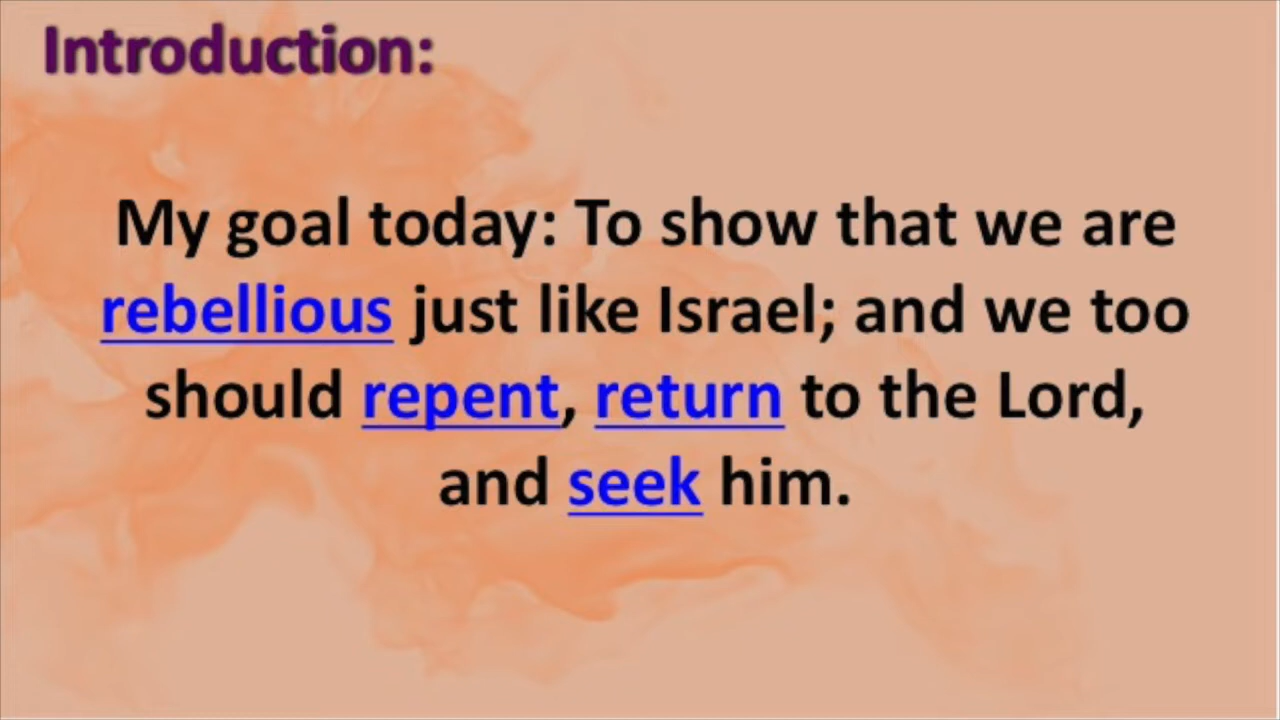 Introduction:
My goal today: To show that we are
rebellious just like Israel; and we too
should repent, return to the Lord,
and seek him.